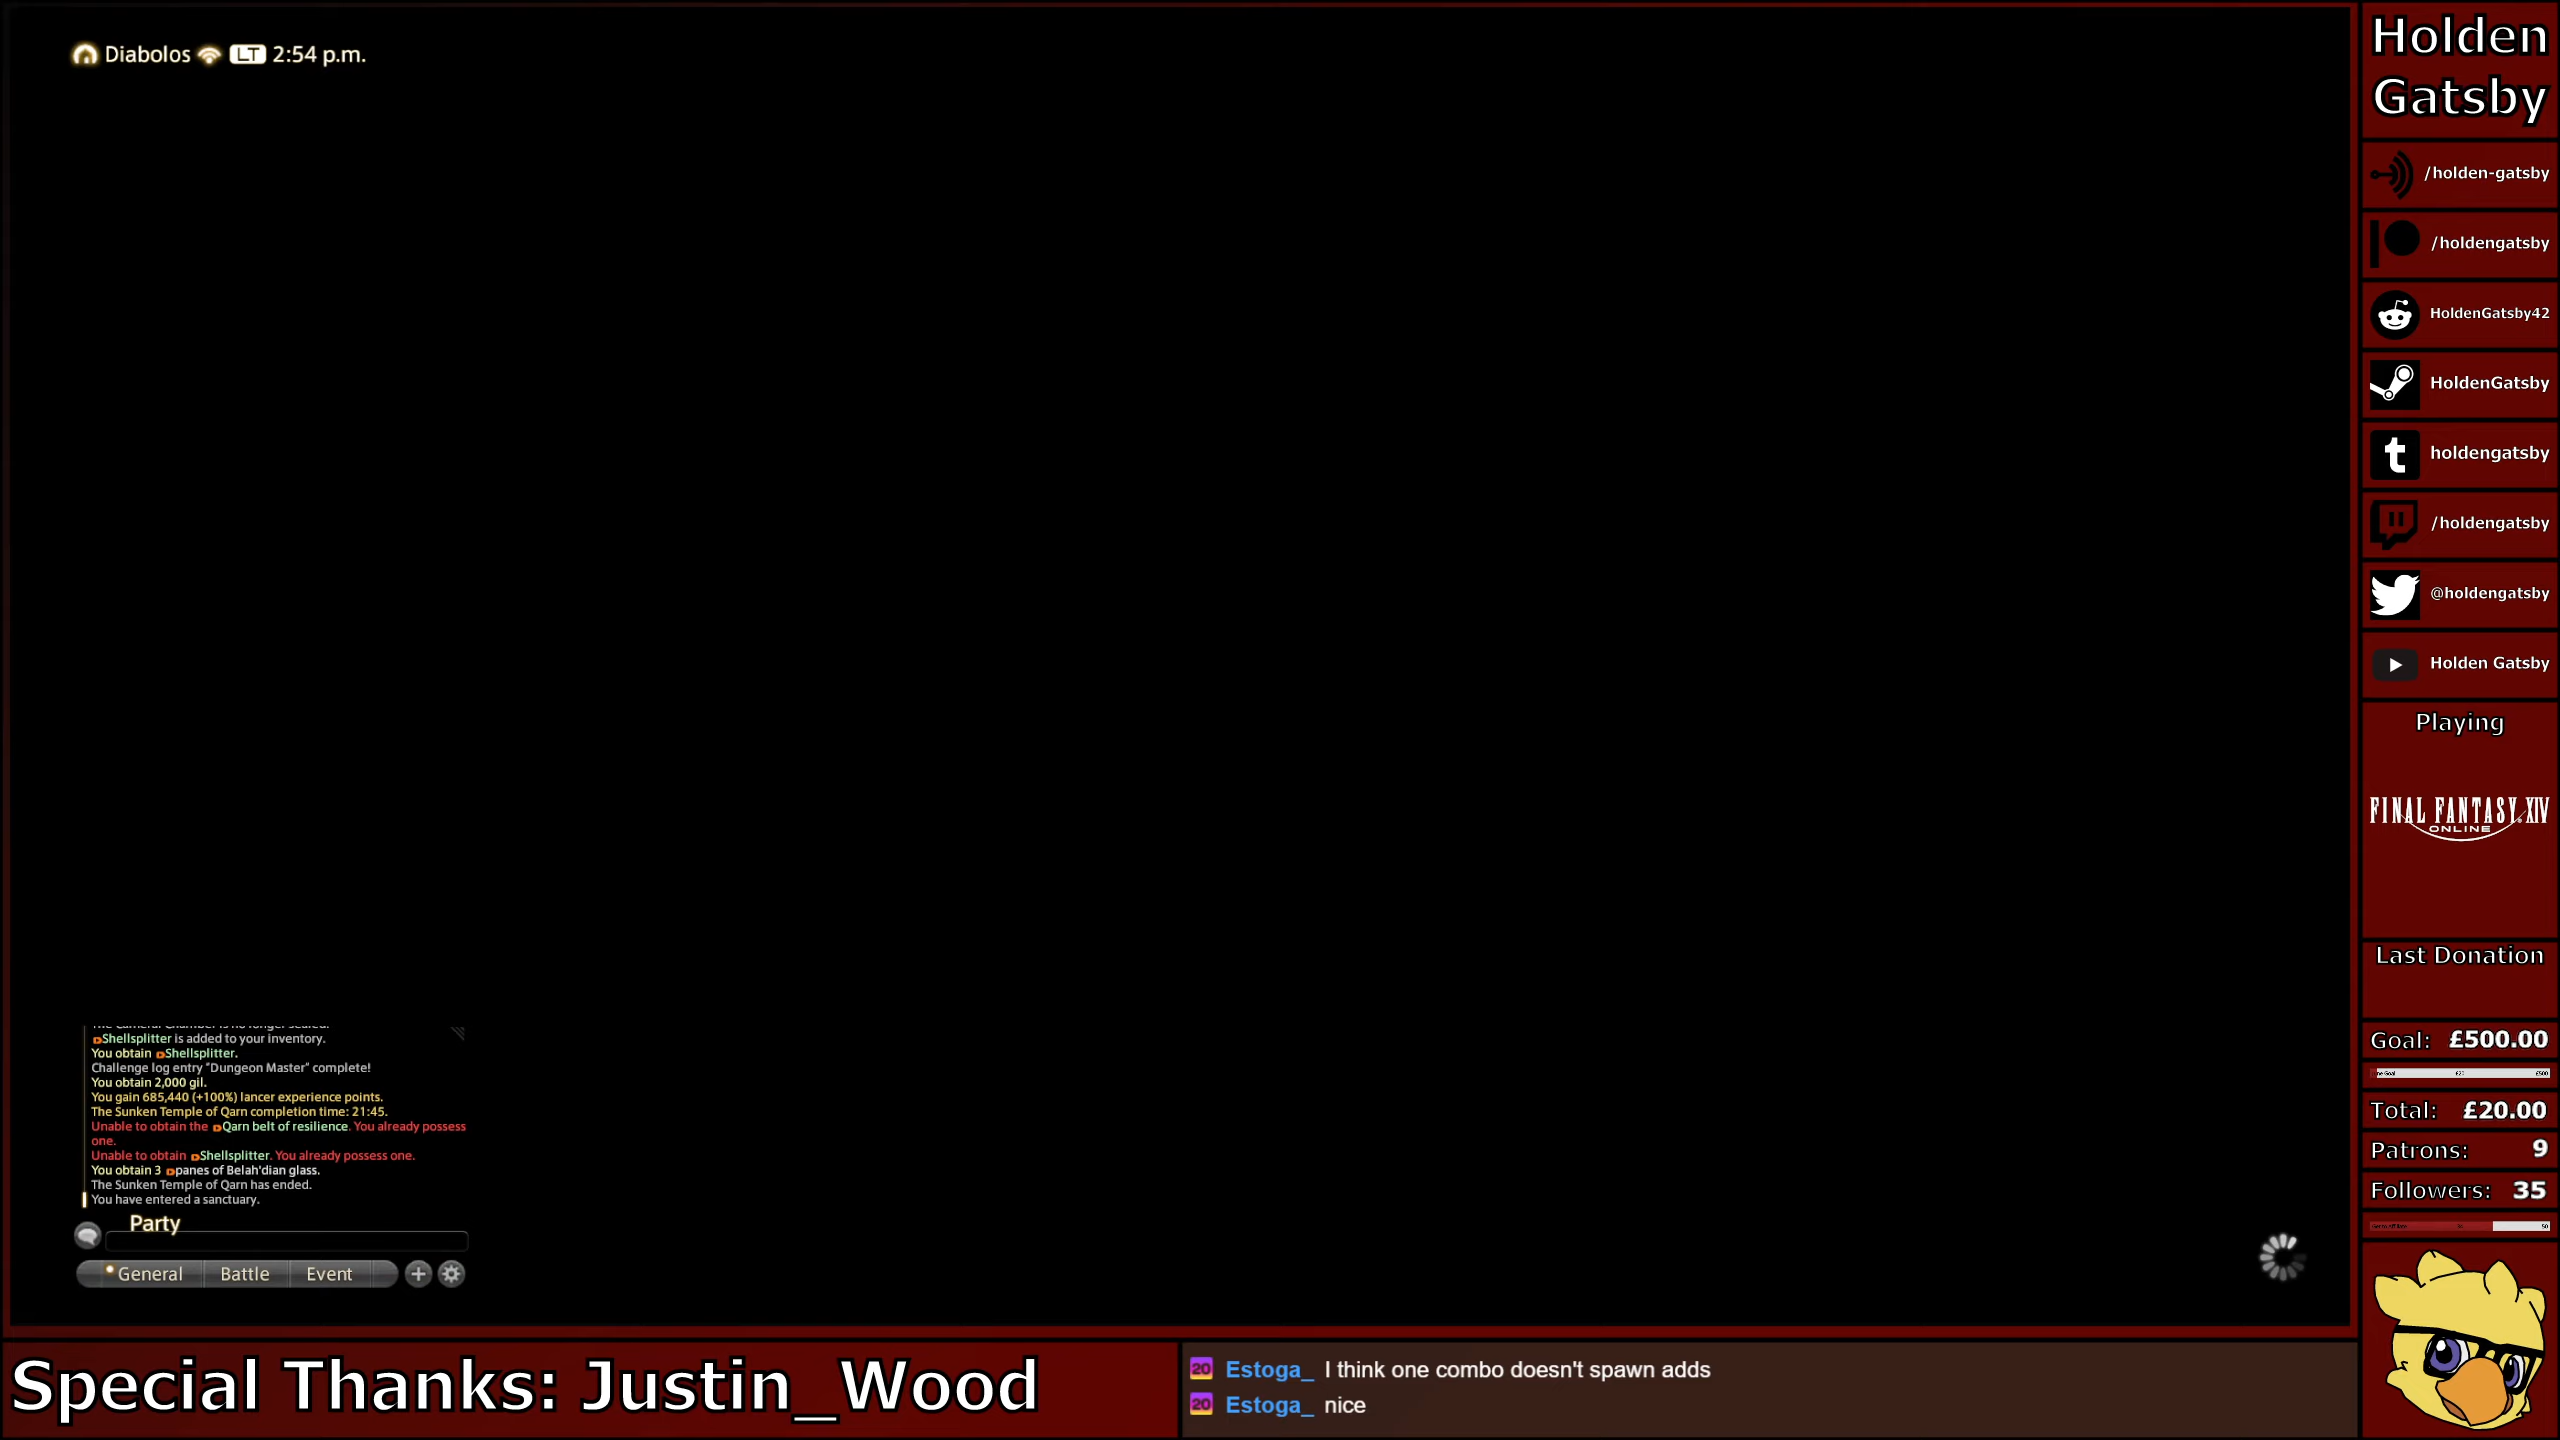 Diabolos LT 2:54 p.m.
Shellsplitter is added to your inventory.
You obtain Shellsplitter.
Challenge log entry "Dungeon Master" complete!
You obtain 2,000 gil.
You gain 685,440 (+100%) lancer experience points.
The Sunken Temple of Qarn completion time: 21:45.
Unable to obtain the Qarn belt of resilience. You already possess
one.
Unable to obtain Shellsplitter. You already possess one.
You obtain 3 panes of Belah'dian glass.
The Sunken Temple of Qarn has ended.
You have entered a sanctuary.
Party
General Battle Event
Special Thanks: Justin_Wood
20 Estoga_ I think one combo doesn't spawn adds
20 Estoga_ nice
Holden
Gatsby
/holden-gatsby
/holdengatsby
HoldenGatsby42
HoldenGatsby
holdengatsby
/holdengatsby
@holdengatsby
Holden Gatsby
Playing
FINAL FANTASY XIV
ONLINE
Last Donation
Goal: £500.00
Total: £20.00
Patrons: 9
Followers: 35